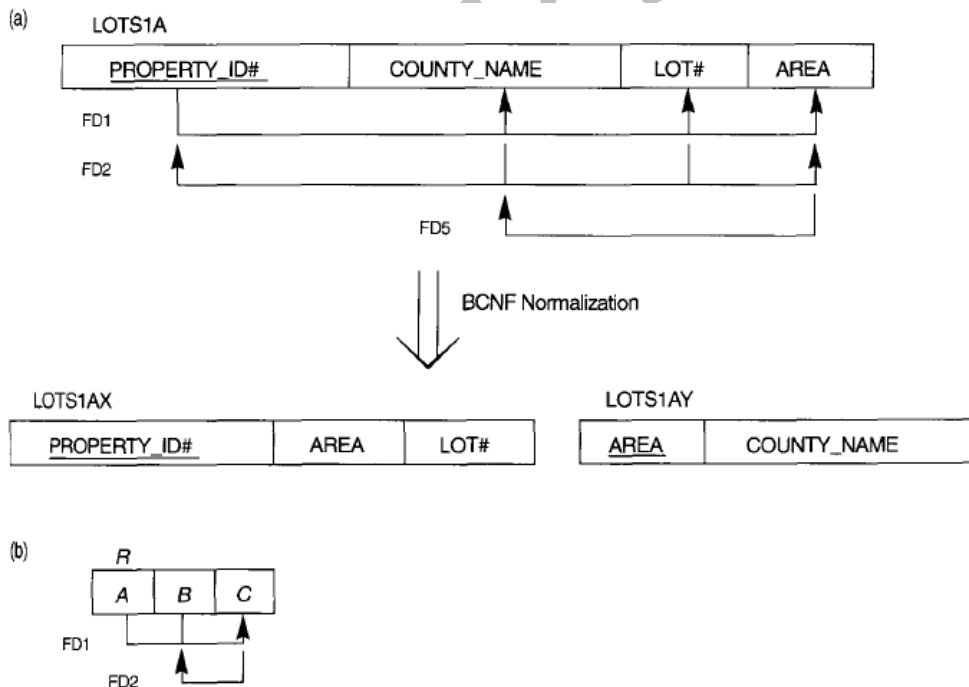 (a)
LOTS1A
PROPERTY_ID# COUNTY_NAME LOT# AREA
FD1
FD2
FD5
BCNF Normalization
LOTS1AX
PROPERTY_ID# AREA LOT#
LOTS1AY
AREA COUNTY_NAME
(b)
R
A B C
FD1
FD2